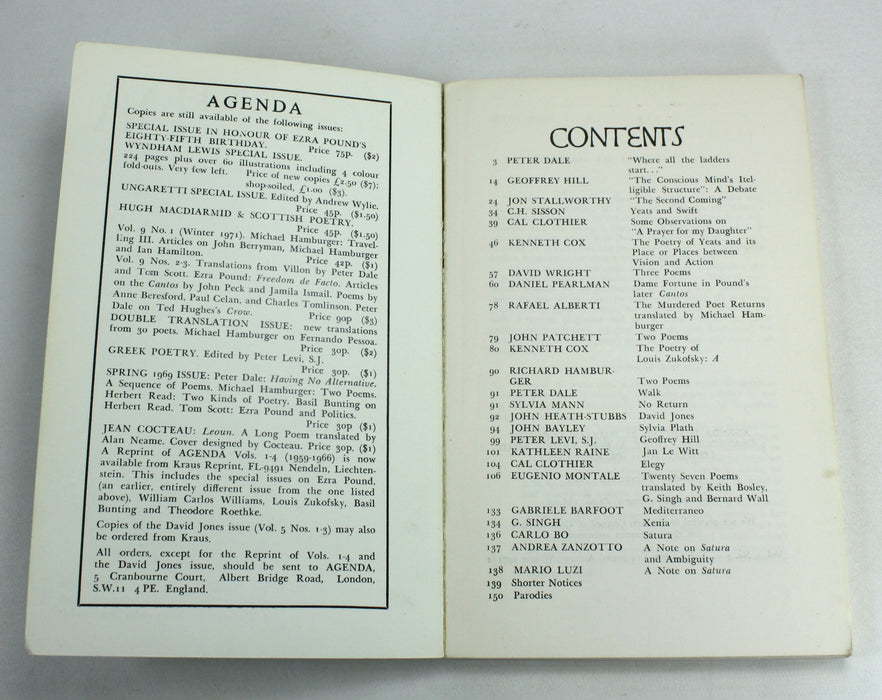 AGENDA
Copies are still available of the following issues:
SPECIAL ISSUE IN HONOUR OF EZRA POUND'S
EIGHTY-FIFTH BIRTHDAY. Price 75p. ($2)
WYNDHAM LEWIS SPECIAL ISSUE.
224 pages plus over 60 illustrations including 4 colour
fold-outs. Very few left. Price of new copies £2.50 ($7);
shop-soiled, £1.00 ($3).
UNGARETTI SPECIAL ISSUE. Edited by Andrew Wylie.
Price 45p. ($1.50)
HUGH MACDIARMID & SCOTTISH POETRY.
Price 45p. ($1.50)
Vol. 9 No. 1 (Winter 1971). Michael Hamburger: Travel-
ling III. Articles on John Berryman, Michael Hamburger
and Ian Hamilton. Price 42p. ($1)
Vol. 9 Nos. 2-3. Translations from Villon by Peter Dale
and Tom Scott. Ezra Pound: Freedom de Facto. Articles
on the Cantos by John Peck and Jamila Ismail. Poems by
Anne Beresford, Paul Celan, and Charles Tomlinson. Peter
Dale on Ted Hughes's Crow. Price 90p ($3)
DOUBLE TRANSLATION ISSUE: new translations
from 30 poets. Michael Hamburger on Fernando Pessoa.
Price 30p. ($2)
GREEK POETRY. Edited by Peter Levi, S.J.
Price 30p. ($1)
SPRING 1969 ISSUE: Peter Dale: Having No Alternative.
A Sequence of Poems. Michael Hamburger: Two Poems.
Herbert Read: Two Kinds of Poetry. Basil Bunting on
Herbert Read. Tom Scott: Ezra Pound and Politics.
Price 30p ($1)
JEAN COCTEAU: Leoun. A Long Poem translated by
Alan Neame. Cover designed by Cocteau. Price 30p. ($1)
A Reprint of AGENDA Vols. 1-4 (1959-1966) is now
available from Kraus Reprint, FL-9491 Nendeln, Liechten-
stein. This includes the special issues on Ezra Pound,
(an earlier, entirely different issue from the one listed
above), William Carlos Williams, Louis Zukofsky, Basil
Bunting and Theodore Roethke.
Copies of the David Jones issue (Vol. 5 Nos. 1-3) may also
be ordered from Kraus.
All orders, except for the Reprint of Vols. 1-4 and
the David Jones issue, should be sent to AGENDA,
5 Cranbourne Court, Albert Bridge Road, London,
S.W.11 4 PE. England.
CONTENTS
3 PETER DALE "Where all the ladders
start. . ."
14 GEOFFREY HILL "The Conscious Mind's Itel-
ligible Structure": A Debate
24 JON STALLWORTHY "The Second Coming"
34 C.H. SISSON Yeats and Swift
39 CAL CLOTHIER Some Observations on
"A Prayer for my Daughter"
46 KENNETH COX The Poetry of Yeats and its
Place or Places between
Vision and Action
57 DAVID WRIGHT Three Poems
60 DANIEL PEARLMAN Dame Fortune in Pound's
later Cantos
78 RAFAEL ALBERTI The Murdered Poet Returns
translated by Michael Ham-
burger
79 JOHN PATCHETT Two Poems
80 KENNETH COX The Poetry of
Louis Zukofsky: A
90 RICHARD HAMBUR-
GER Two Poems
91 PETER DALE Walk
91 SYLVIA MANN No Return
92 JOHN HEATH-STUBBS David Jones
94 JOHN BAYLEY Sylvia Plath
99 PETER LEVI, S.J. Geoffrey Hill
101 KATHLEEN RAINE Jan Le Witt
104 CAL CLOTHIER Elegy
106 EUGENIO MONTALE Twenty Seven Poems
translated by Keith Bosley,
G. Singh and Bernard Wall
133 GABRIELE BARFOOT Mediterraneo
134 G. SINGH Xenia
136 CARLO BO Satura
137 ANDREA ZANZOTTO A Note on Satura
and Ambiguity
138 MARIO LUZI A Note on Satura
139 Shorter Notices
150 Parodies